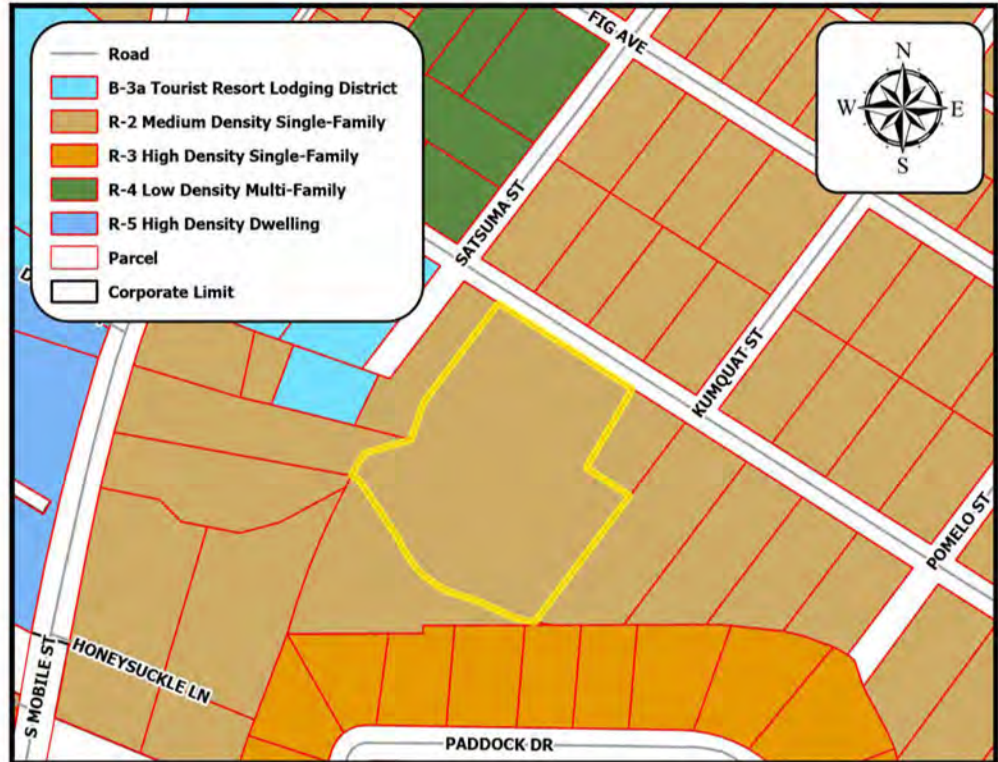 Road
B-3a Tourist Resort Lodging District
R-2 Medium Density Single-Family
R-3 High Density Single-Family
R-4 Low Density Multi-Family
R-5 High Density Dwelling
Parcel
Corporate Limit
FIG AVE
N
W
E
S
SATSUMA ST
KUMQUAT ST
POMELO ST
S MOBILE ST
HONEYSUCKLE LN
PADDOCK DR